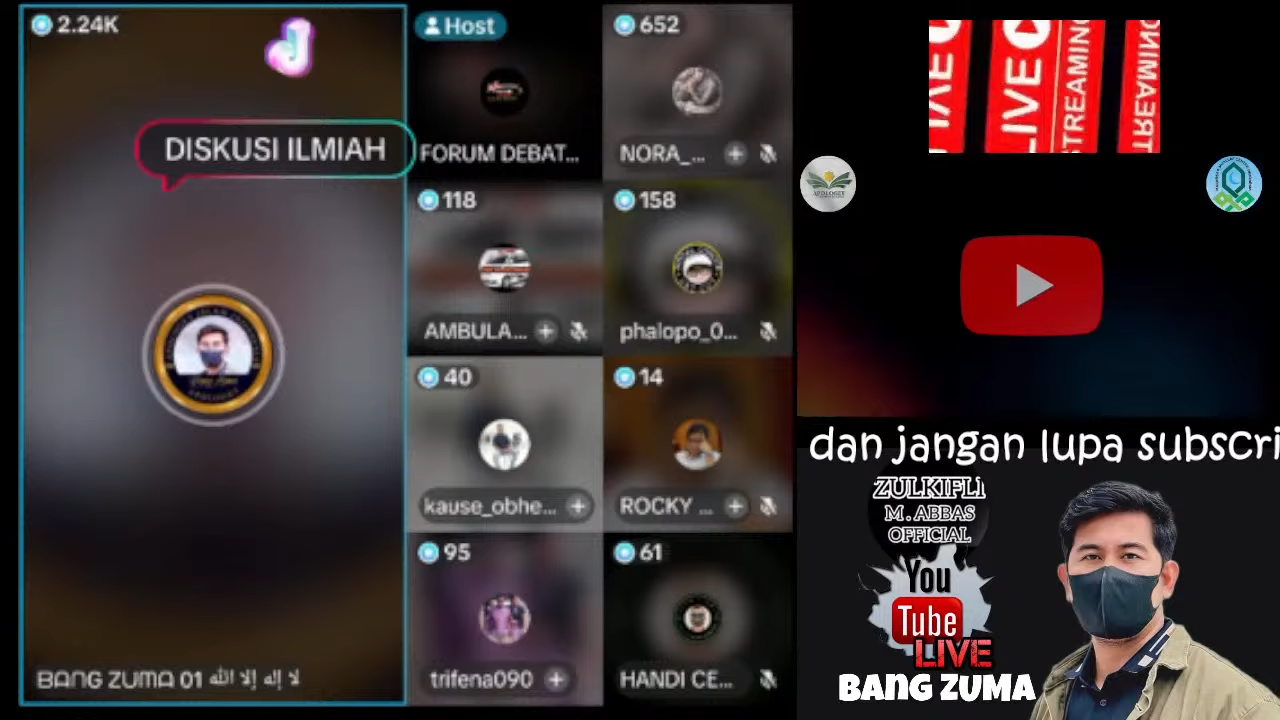 2.24K
DISKUSI ILMIAH
BANG ZUMA 01 لا إله إلا الله
Host
FORUM DEBAT...
652
NORA_...
118
AMBULA...
158
phalopo_0...
40
kause_obhe...
14
ROCKY ...
95
trifena090
61
HANDI CE...
LIVE
STREAMING
dan jangan lupa subscri
ZULKIFLI
M. ABBAS
OFFICIAL
You
Tube
LIVE
BANG ZUMA